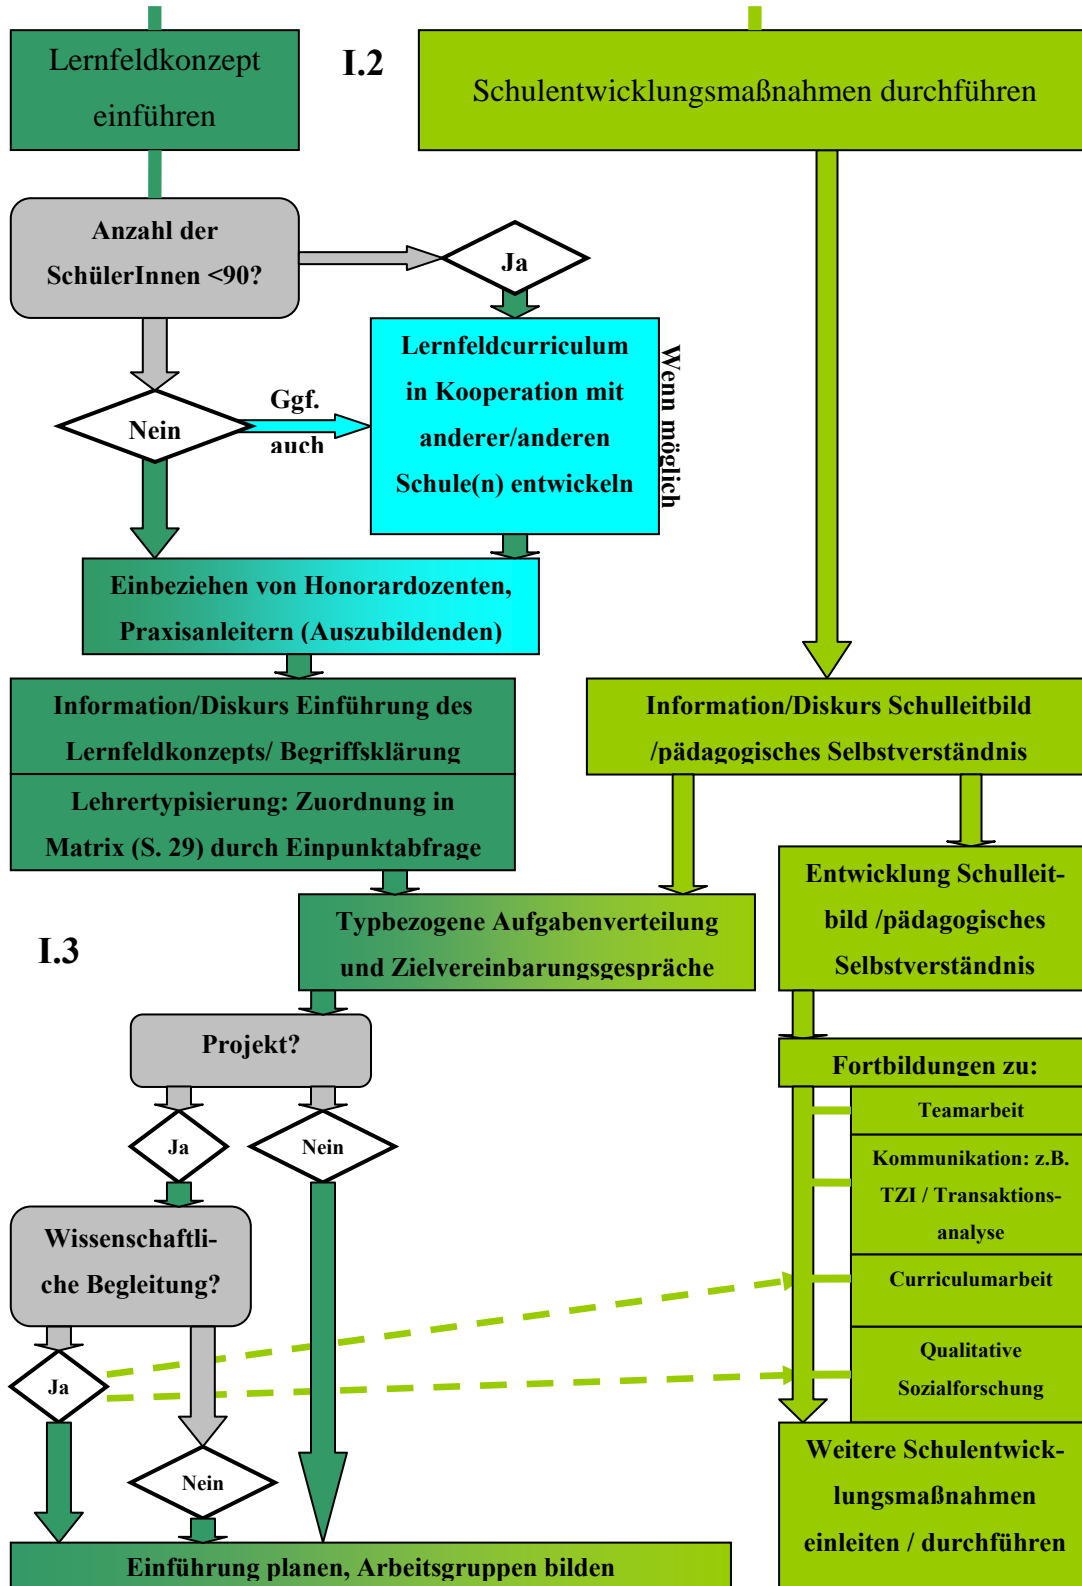 Lernfeldkonzept
einführen
I.2
Schulentwicklungsmaßnahmen durchführen
Anzahl der
SchülerInnen <90?
Ja
Lernfeldcurriculum
in Kooperation mit
anderer/anderen
Schule(n) entwickeln
Wenn möglich
Ggf.
auch
Nein
Einbeziehen von Honorardozenten,
Praxisanleitern (Auszubildenden)
Information/Diskurs Einführung des
Lernfeldkonzepts/ Begriffsklärung
Information/Diskurs Schulleitbild
/pädagogisches Selbstverständnis
Lehrertypisierung: Zuordnung in
Matrix (S. 29) durch Einpunktabfrage
Entwicklung Schulleit-
bild /pädagogisches
Selbstverständnis
I.3
Typbezogene Aufgabenverteilung
und Zielvereinbarungsgespräche
Projekt?
Fortbildungen zu:
Ja
Nein
Teamarbeit
Kommunikation: z.B.
TZI / Transaktions-
analyse
Wissenschaftli-
che Begleitung?
Curriculumarbeit
Qualitative
Sozialforschung
Ja
Nein
Weitere Schulentwick-
lungsmaßnahmen
einleiten / durchführen
Einführung planen, Arbeitsgruppen bilden